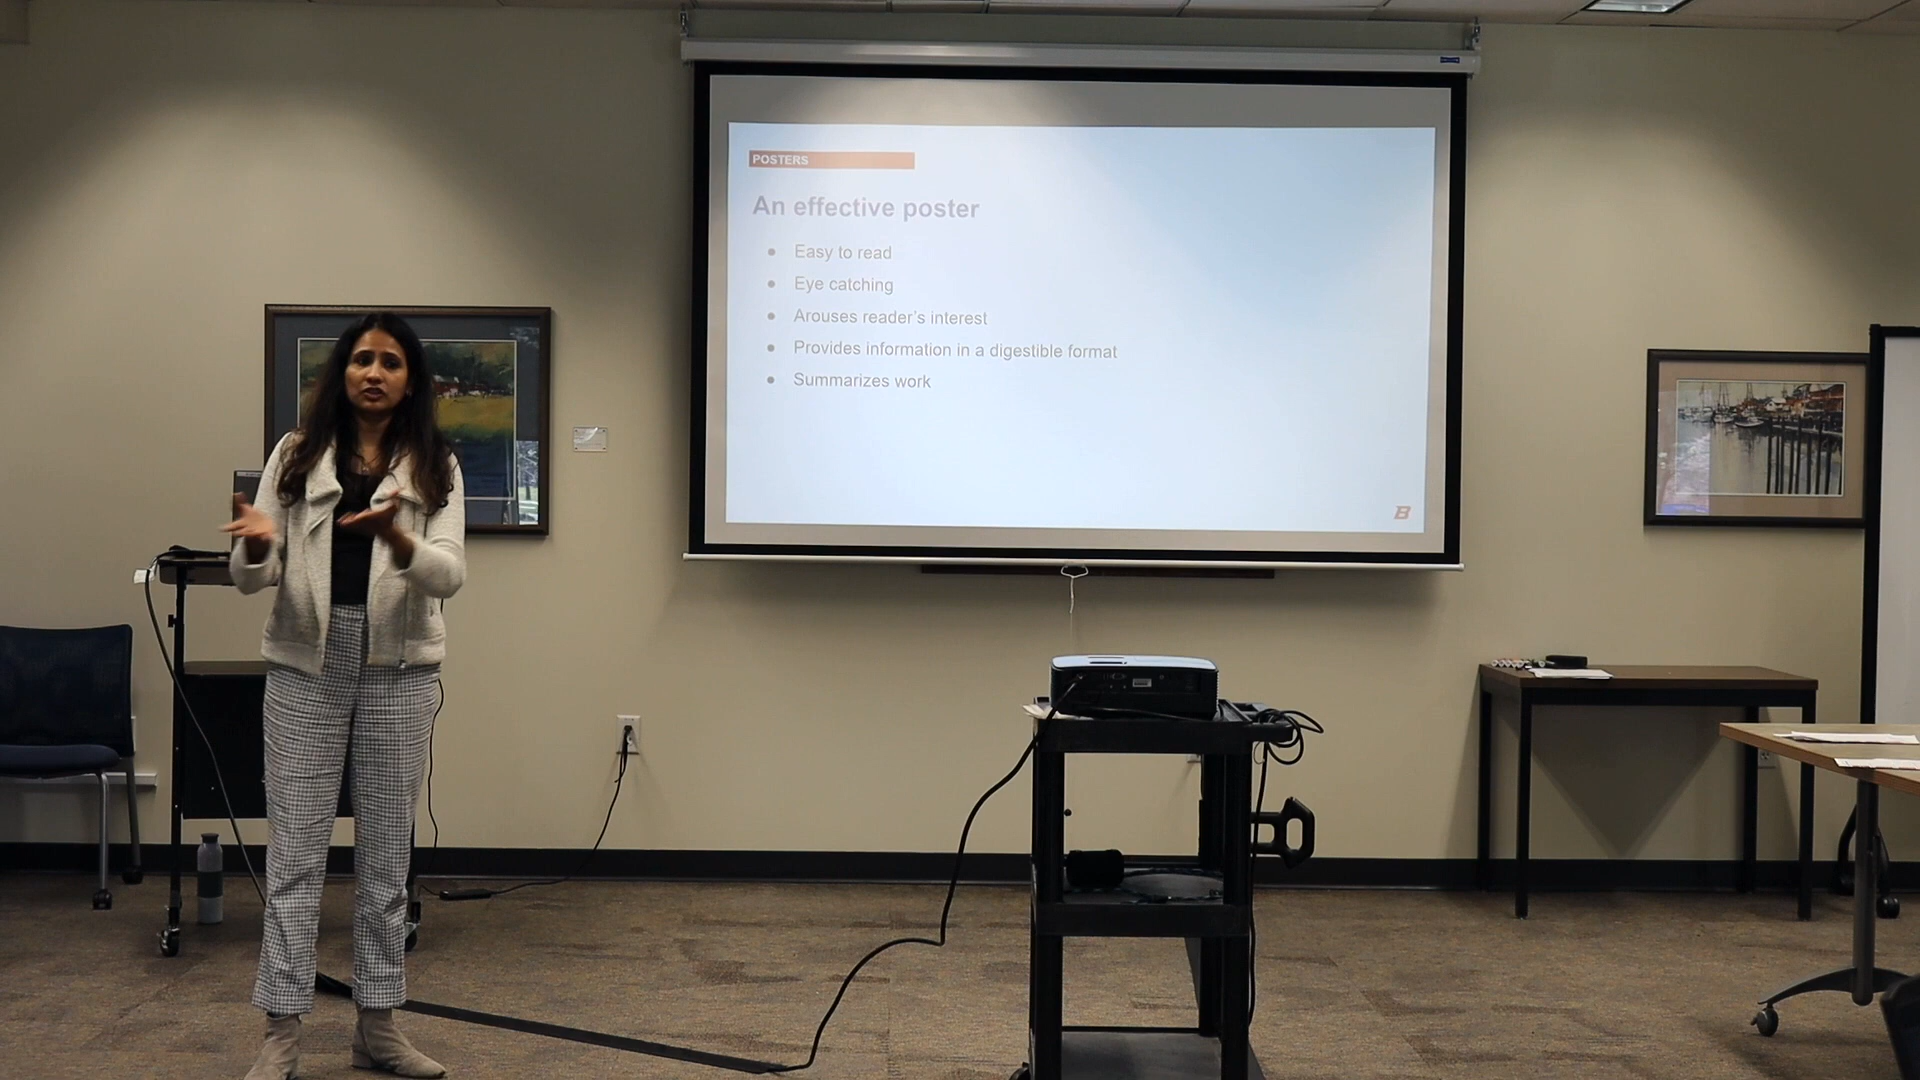 POSTERS
An effective poster
● Easy to read
● Eye catching
● Arouses reader's interest
● Provides information in a digestible format
● Summarizes work
B